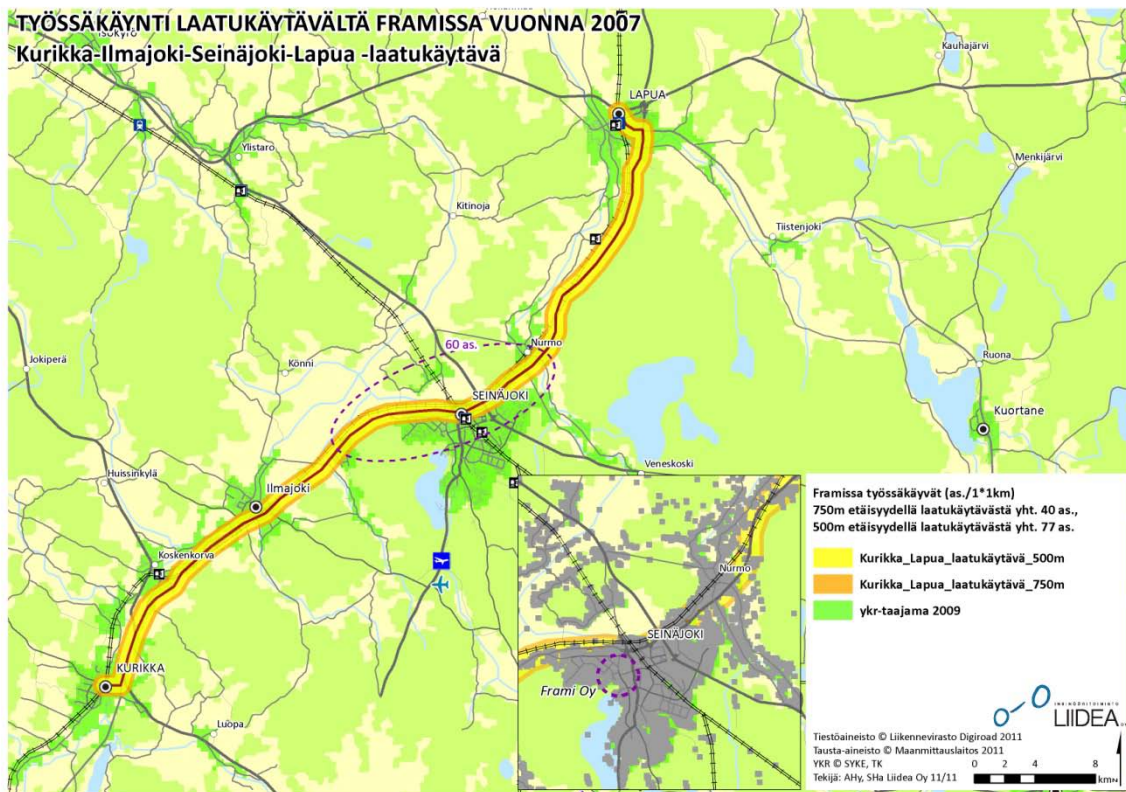 TYÖSSÄKÄYNTI LAATUKÄYTÄVÄLTÄ FRAMISSA VUONNA 2007
Kurikka-Ilmajoki-Seinäjoki-Lapua -laatukäytävä
Kauhajärvi
LAPUA
Ylistaro
Menkijärvi
Kitinoja
Tiistenjoki
Jokiperä
Könni
60 as.
Nurmo
Ruona
SEINÄJOKI
Kuortane
Huissinkylä
Ilmajoki
Veneskoski
Koskenkorva
KURIKKA
Luopa
Nurmo
SEINÄJOKI
Frami Oy
Framissa työssäkäyvät (as./1*1km)
750m etäisyydellä laatukäytävästä yht. 40 as.,
500m etäisyydellä laatukäytävästä yht. 77 as.
Kurikka_Lapua_laatukäytävä_500m
Kurikka_Lapua_laatukäytävä_750m
ykr-taajama 2009
INSINÖÖRITOIMISTO
LIIDEA
Tiestöaineisto © Liikennevirasto Digiroad 2011
Tausta-aineisto © Maanmittauslaitos 2011
YKR © SYKE, TK
Tekijä: AHy, SHa Liidea Oy 11/11
0 2 4 8
km